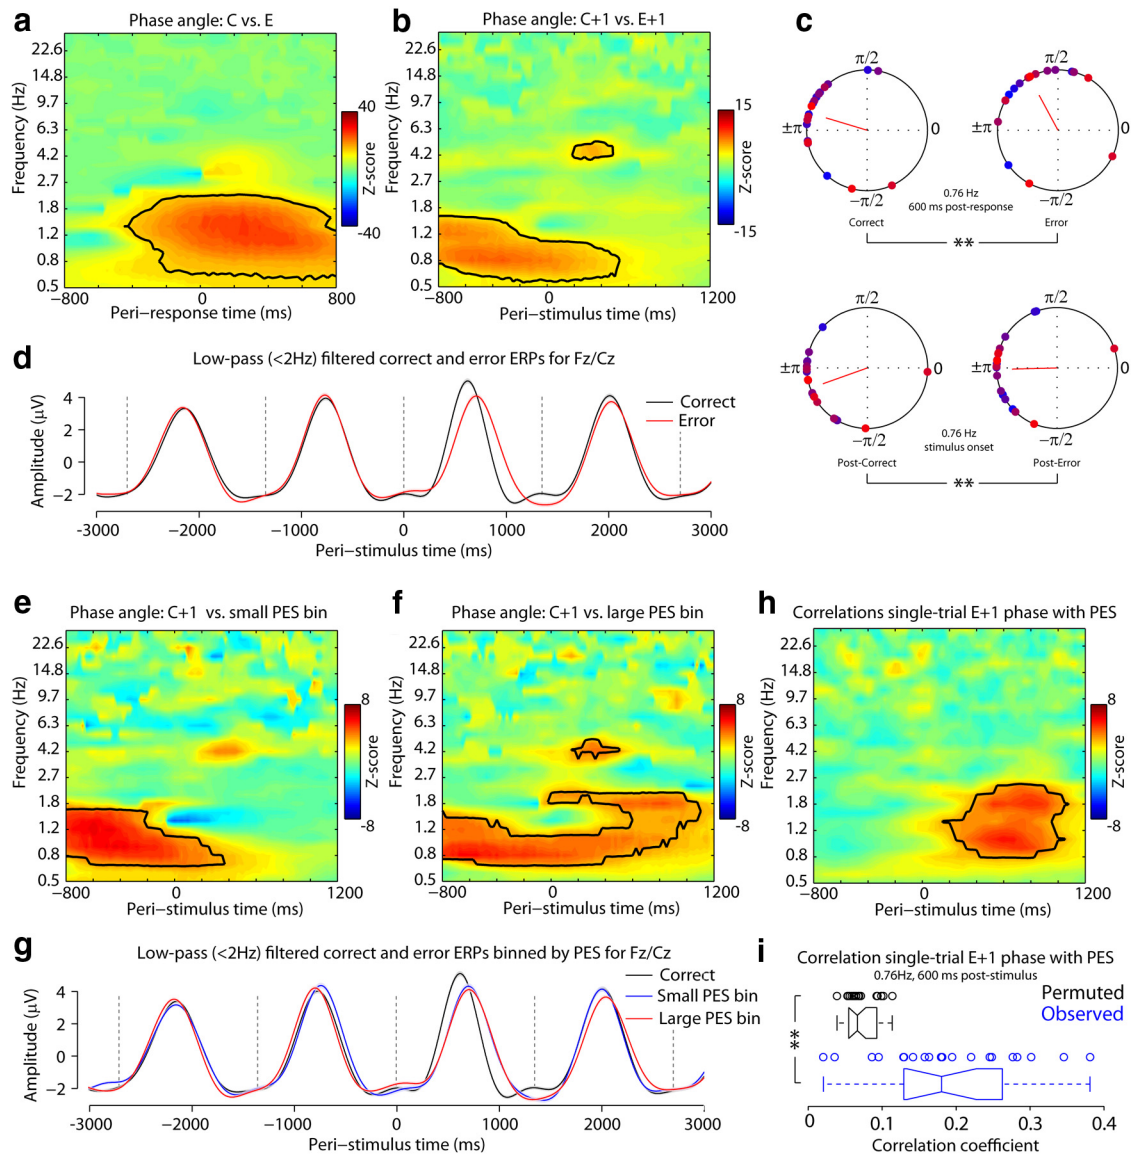 a
Phase angle: C vs. E
Frequency (Hz)
22.6
14.8
9.7
6.3
4.2
2.7
1.8
1.2
0.8
0.5
−800
0
800
Peri−response time (ms)
40
Z-score
−40
b
Phase angle: C+1 vs. E+1
Frequency (Hz)
22.6
14.8
9.7
6.3
4.2
2.7
1.8
1.2
0.8
0.5
−800
0
1200
Peri−stimulus time (ms)
15
Z-score
−15
c
π/2
π/2
±π
0
±π
0
−π/2
−π/2
0.76 Hz
600 ms post-response
Correct
Error
**
π/2
π/2
±π
0
±π
0
−π/2
−π/2
0.76 Hz
stimulus onset
Post-Correct
Post-Error
**
d
Low-pass (<2Hz) filtered correct and error ERPs for Fz/Cz
Amplitude (μV)
4
2
0
−2
Correct
Error
-3000
−2000
−1000
0
1000
2000
3000
Peri−stimulus time (ms)
e
Phase angle: C+1 vs. small PES bin
Frequency (Hz)
22.6
14.8
9.7
6.3
4.2
2.7
1.8
1.2
0.8
0.5
−800
0
1200
Peri−stimulus time (ms)
8
Z-score
-8
f
Phase angle: C+1 vs. large PES bin
Frequency (Hz)
22.6
14.8
9.7
6.3
4.2
2.7
1.8
1.2
0.8
0.5
−800
0
1200
Peri−stimulus time (ms)
8
Z-score
-8
h
Correlations single-trial E+1 phase with PES
Frequency (Hz)
22.6
14.8
9.7
6.3
4.2
2.7
1.8
1.2
0.8
0.5
−800
0
1200
Peri−stimulus time (ms)
8
Z-score
-8
g
Low-pass (<2Hz) filtered correct and error ERPs binned by PES for Fz/Cz
Amplitude (μV)
4
2
0
−2
Correct
Small PES bin
Large PES bin
-3000
−2000
−1000
0
1000
2000
3000
Peri−stimulus time (ms)
i
Correlation single-trial E+1 phase with PES
0.76Hz, 600 ms post-stimulus
Permuted
Observed
**
0
0.1
0.2
0.3
0.4
Correlation coefficient